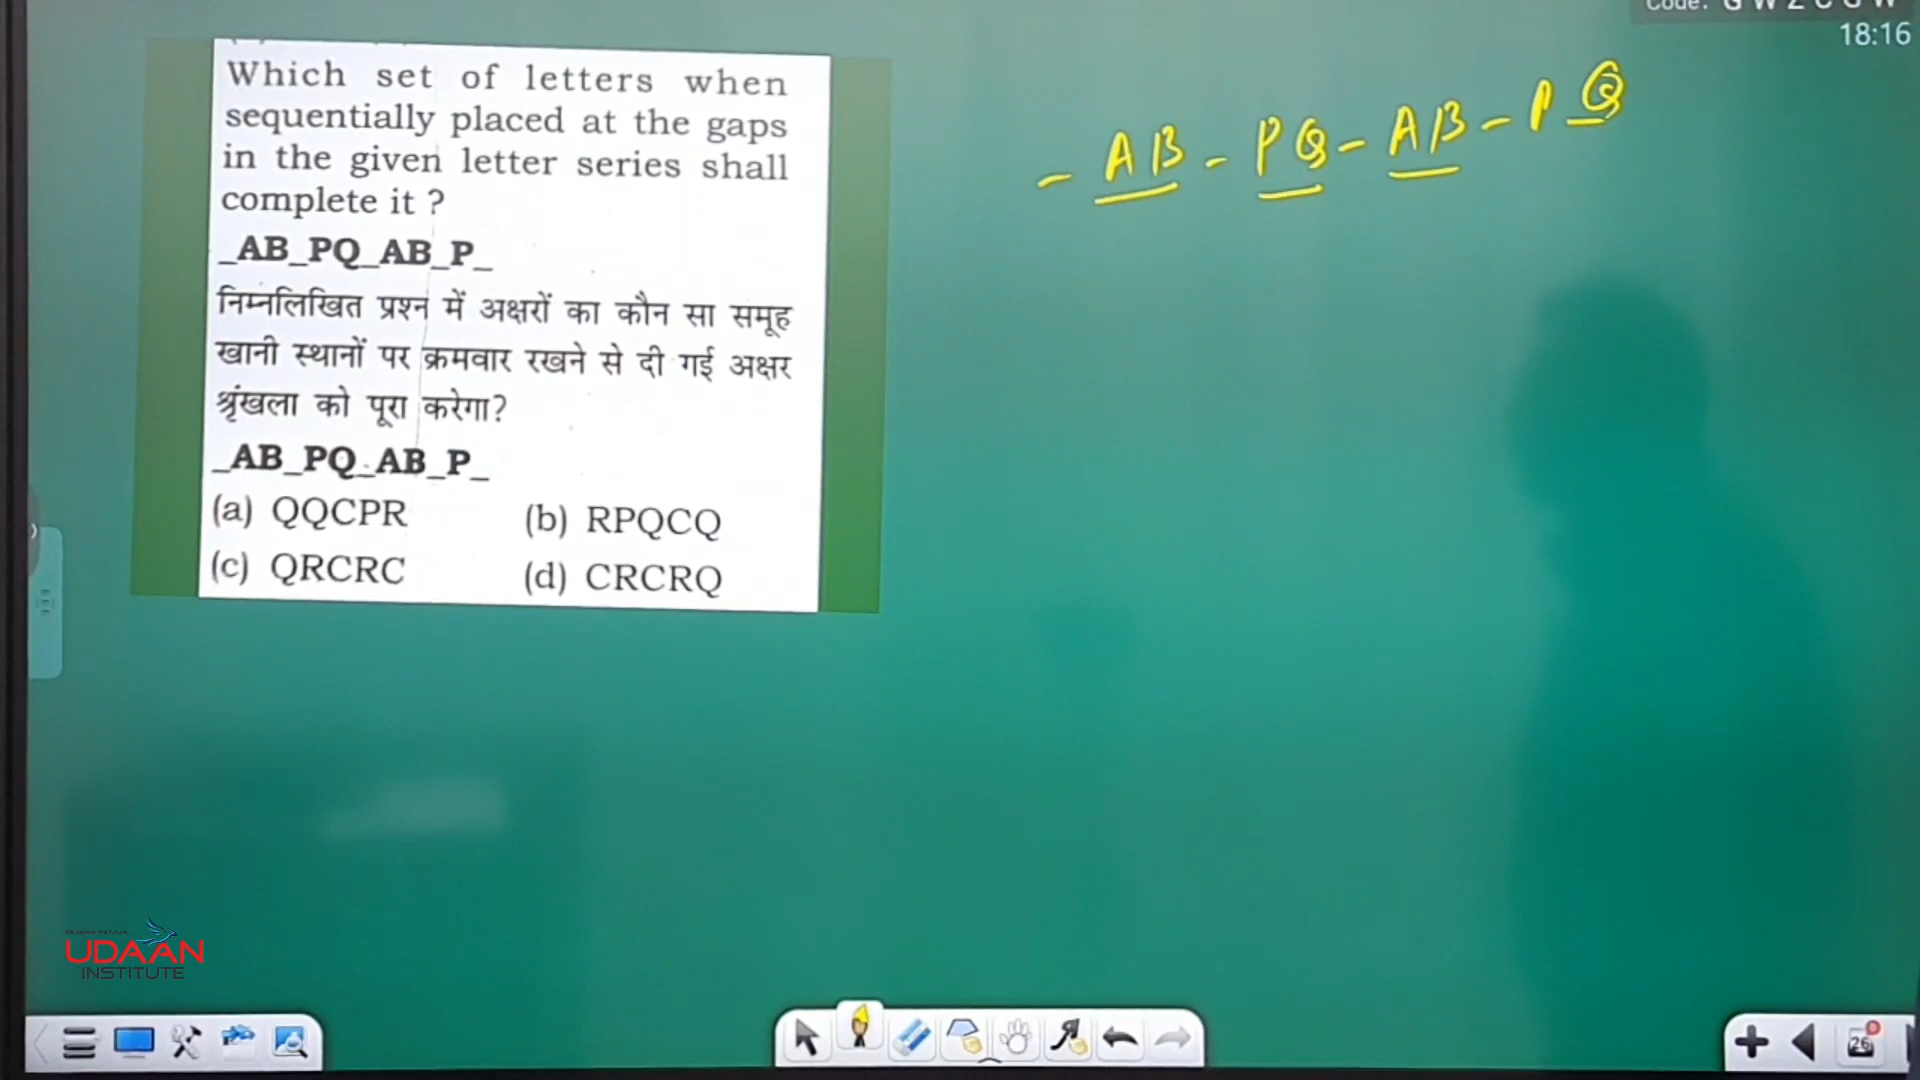 Code: G W Z C G W
18:16
Which set of letters when
sequentially placed at the gaps
in the given letter series shall
complete it ?
_AB_PQ_AB_P_
निम्नलिखित प्रश्न में अक्षरों का कौन सा समूह
खानी स्थानों पर क्रमवार रखने से दी गई अक्षर
श्रृंखला को पूरा करेगा?
_AB_PQ_AB_P_
(a) QQCPR (b) RPQCQ
(c) QRCRC (d) CRCRQ
- AB - PQ - AB - PQ
UDAAN
INSTITUTE
26